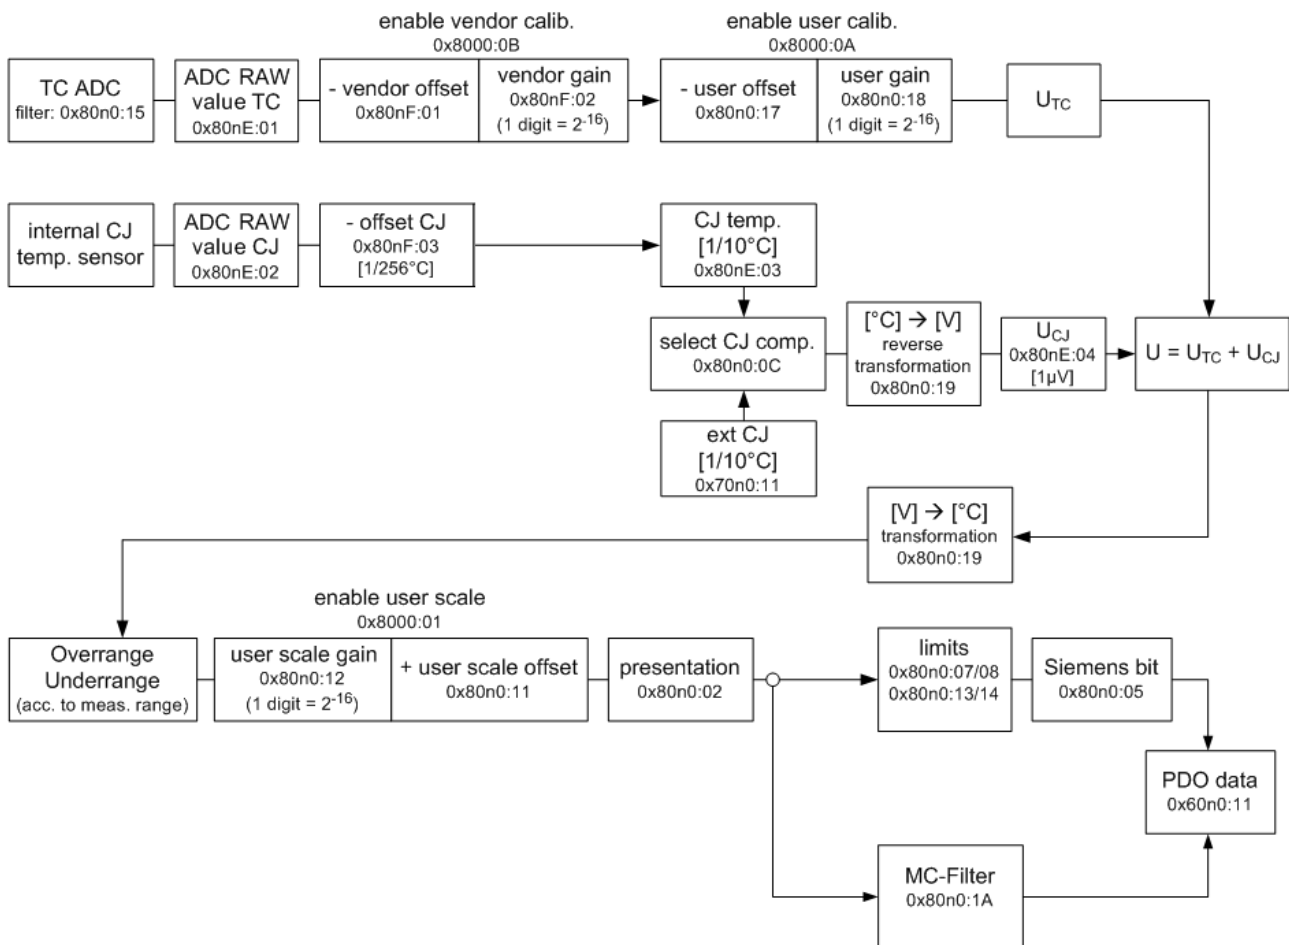 enable vendor calib.
0x8000:0B
enable user calib.
0x8000:0A
TC ADC
filter: 0x80n0:15
ADC RAW
value TC
0x80nE:01
- vendor offset
0x80nF:01
vendor gain
0x80nF:02
(1 digit = 2⁻¹⁶)
- user offset
0x80n0:17
user gain
0x80n0:18
(1 digit = 2⁻¹⁶)
U_TC
internal CJ
temp. sensor
ADC RAW
value CJ
0x80nE:02
- offset CJ
0x80nF:03
[1/256°C]
CJ temp.
[1/10°C]
0x80nE:03
select CJ comp.
0x80n0:0C
[°C] → [V]
reverse
transformation
0x80n0:19
U_CJ
0x80nE:04
[1µV]
U = U_TC + U_CJ
ext CJ
[1/10°C]
0x70n0:11
[V] → [°C]
transformation
0x80n0:19
enable user scale
0x8000:01
Overrange
Underrange
(acc. to meas. range)
user scale gain
0x80n0:12
(1 digit = 2⁻¹⁶)
+ user scale offset
0x80n0:11
presentation
0x80n0:02
limits
0x80n0:07/08
0x80n0:13/14
Siemens bit
0x80n0:05
PDO data
0x60n0:11
MC-Filter
0x80n0:1A